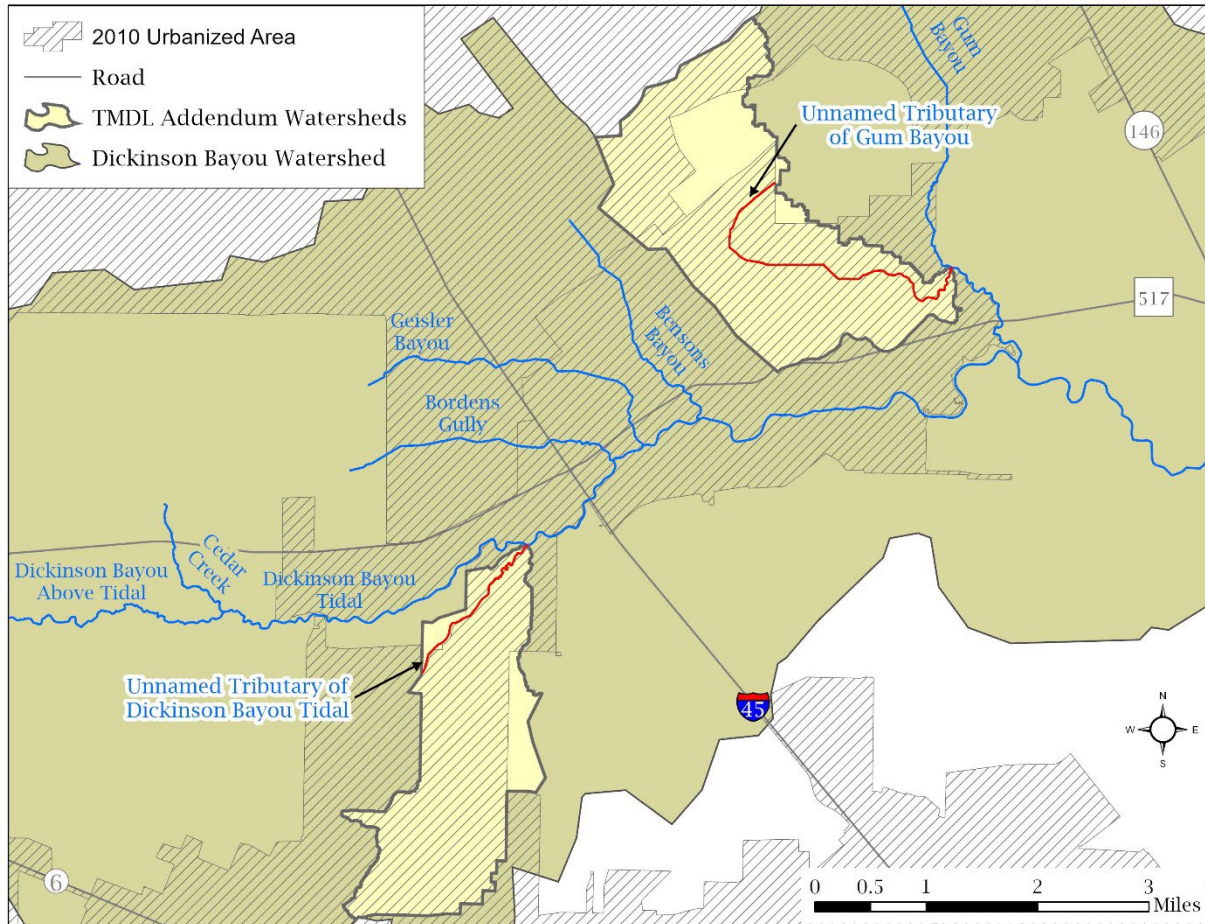 2010 Urbanized Area
Road
TMDL Addendum Watersheds
Dickinson Bayou Watershed
Gum
Bayou
146
Unnamed Tributary
of Gum Bayou
517
Geisler
Bayou
Bensons
Bayou
Bordens
Gully
Cedar
Creek
Dickinson Bayou
Above Tidal
Dickinson Bayou
Tidal
Unnamed Tributary of
Dickinson Bayou Tidal
45
N
W E
S
6
0 0.5 1 2 3
Miles